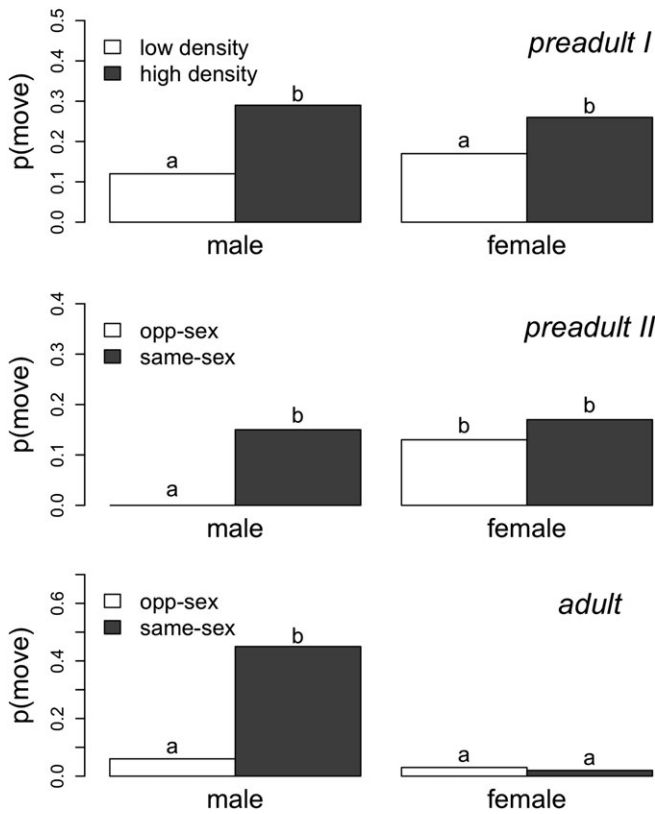 preadult I
low density
high density
p(move)
0.0 0.1 0.2 0.3 0.4 0.5
a b a b
male female
preadult II
opp-sex
same-sex
p(move)
0.0 0.1 0.2 0.3 0.4
a b b b
male female
adult
opp-sex
same-sex
p(move)
0.0 0.2 0.4 0.6
a b a a
male female